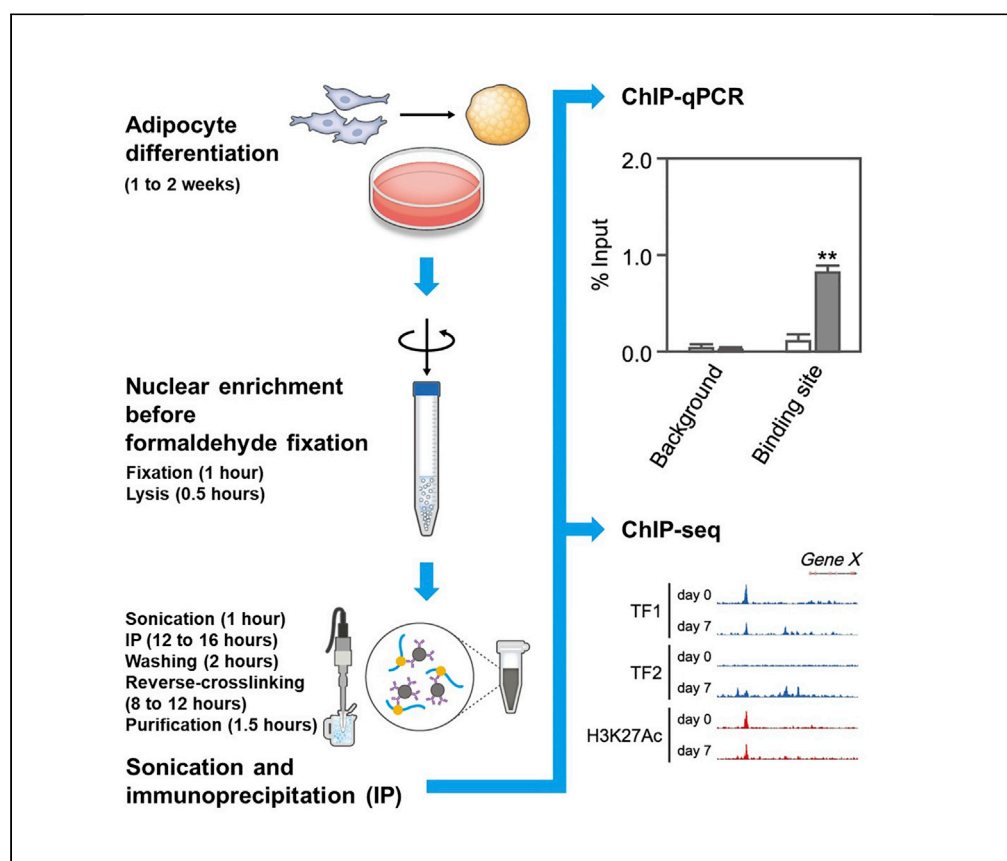 Adipocyte
differentiation
(1 to 2 weeks)
Nuclear enrichment
before
formaldehyde fixation
Fixation (1 hour)
Lysis (0.5 hours)
Sonication (1 hour)
IP (12 to 16 hours)
Washing (2 hours)
Reverse-crosslinking
(8 to 12 hours)
Purification (1.5 hours)
Sonication and
immunoprecipitation (IP)
ChIP-qPCR
% Input
2.0
1.0
0.0
**
Background
Binding site
ChIP-seq
Gene X
TF1
day 0
day 7
TF2
day 0
day 7
H3K27Ac
day 0
day 7